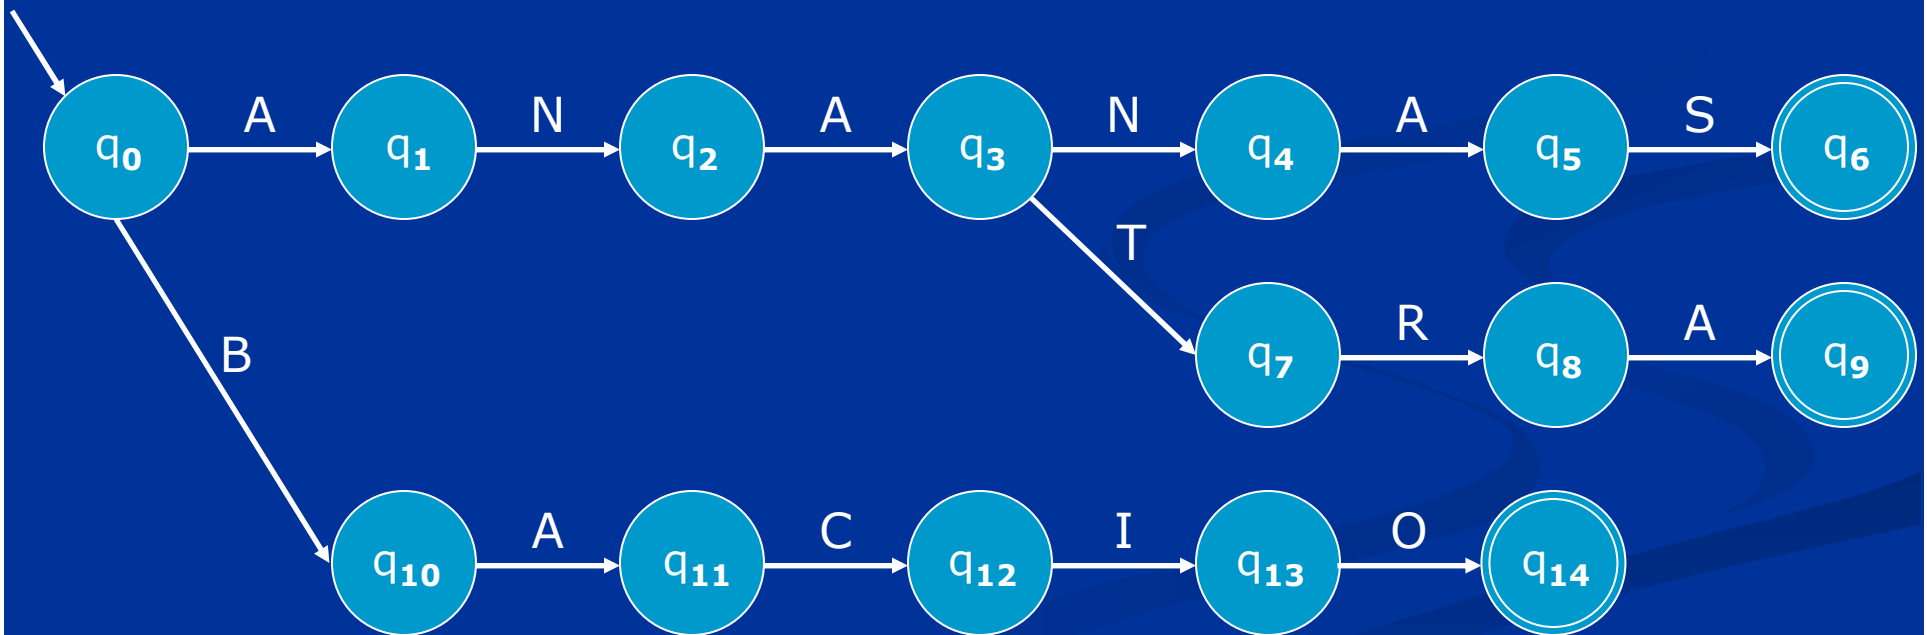 A N A N A S
q0 q1 q2 q3 q4 q5 q6
T
B R A
q7 q8 q9
A C I O
q10 q11 q12 q13 q14